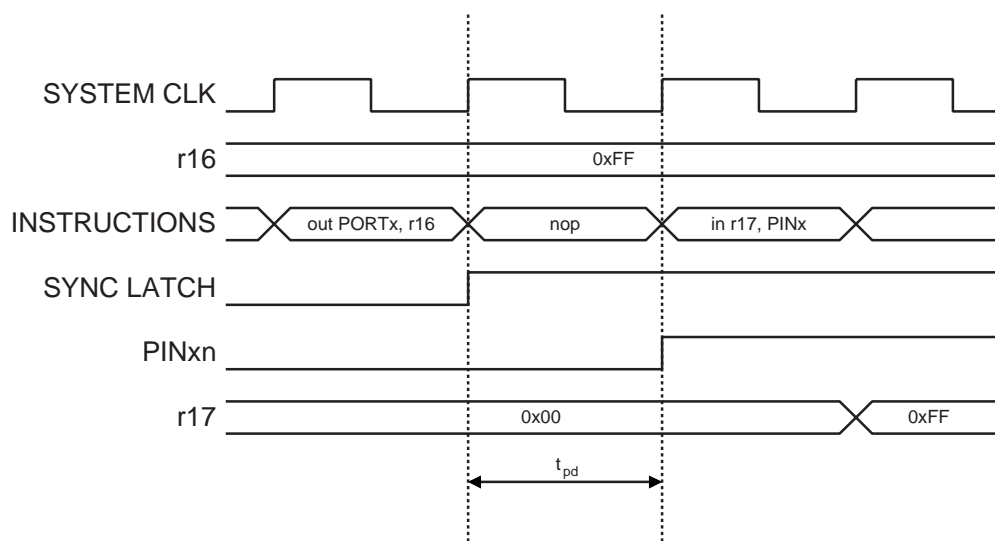 SYSTEM CLK
r16
0xFF
INSTRUCTIONS
out PORTx, r16
nop
in r17, PINx
SYNC LATCH
PINxn
r17
0x00
0xFF
tpd